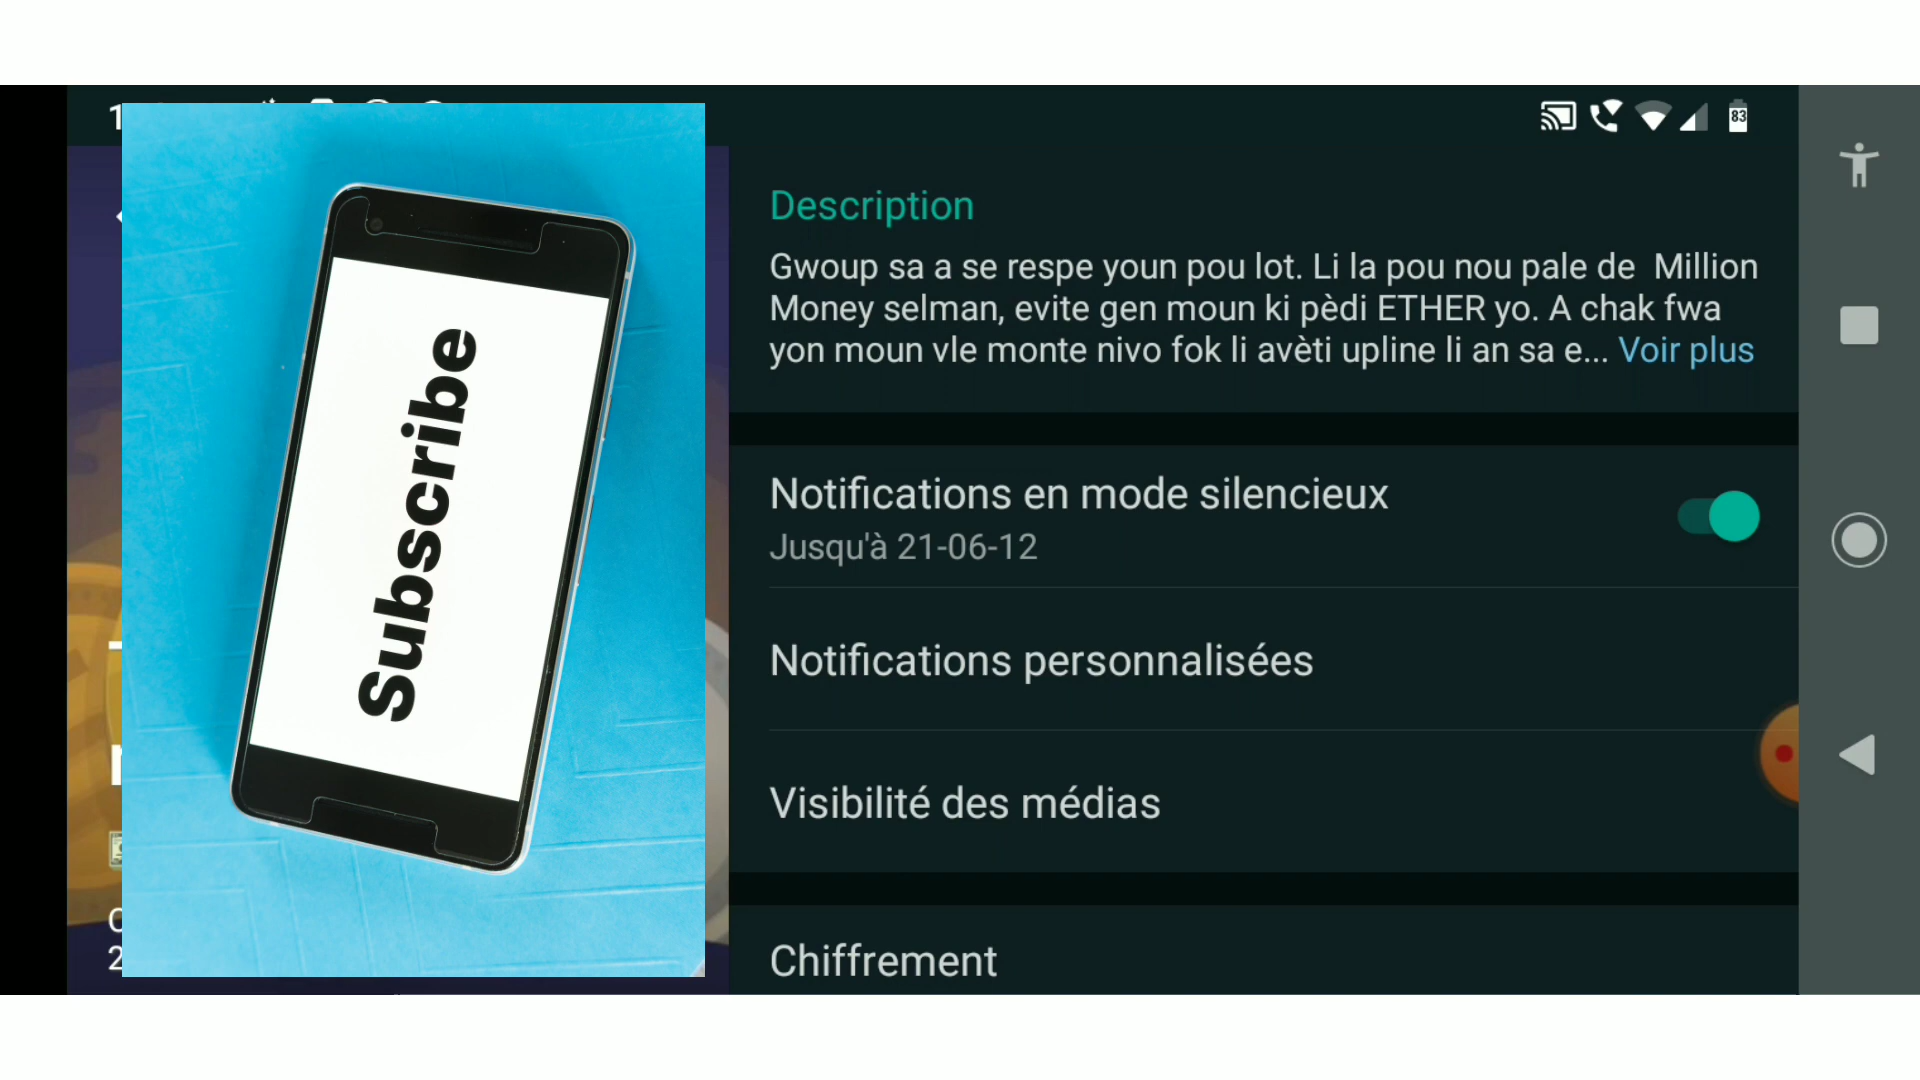 83
Subscribe
Description
Gwoup sa a se respe youn pou lot. Li la pou nou pale de Million
Money selman, evite gen moun ki pèdi ETHER yo. A chak fwa
yon moun vle monte nivo fok li avèti upline li an sa e... Voir plus
Notifications en mode silencieux
Jusqu'à 21-06-12
Notifications personnalisées
Visibilité des médias
Chiffrement